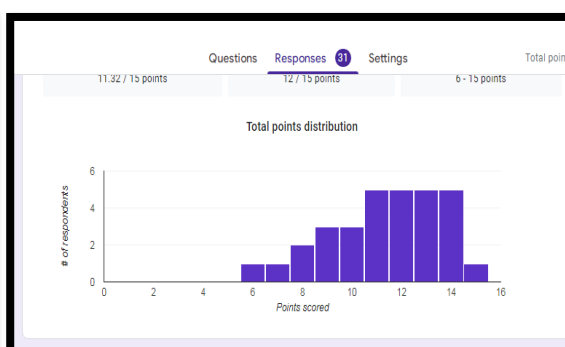 Questions Responses 31 Settings Total poin
11.32 / 15 points 12 / 15 points 6 - 15 points
Total points distribution
# of respondents
6
4
2
0
0 2 4 6 8 10 12 14 16
Points scored